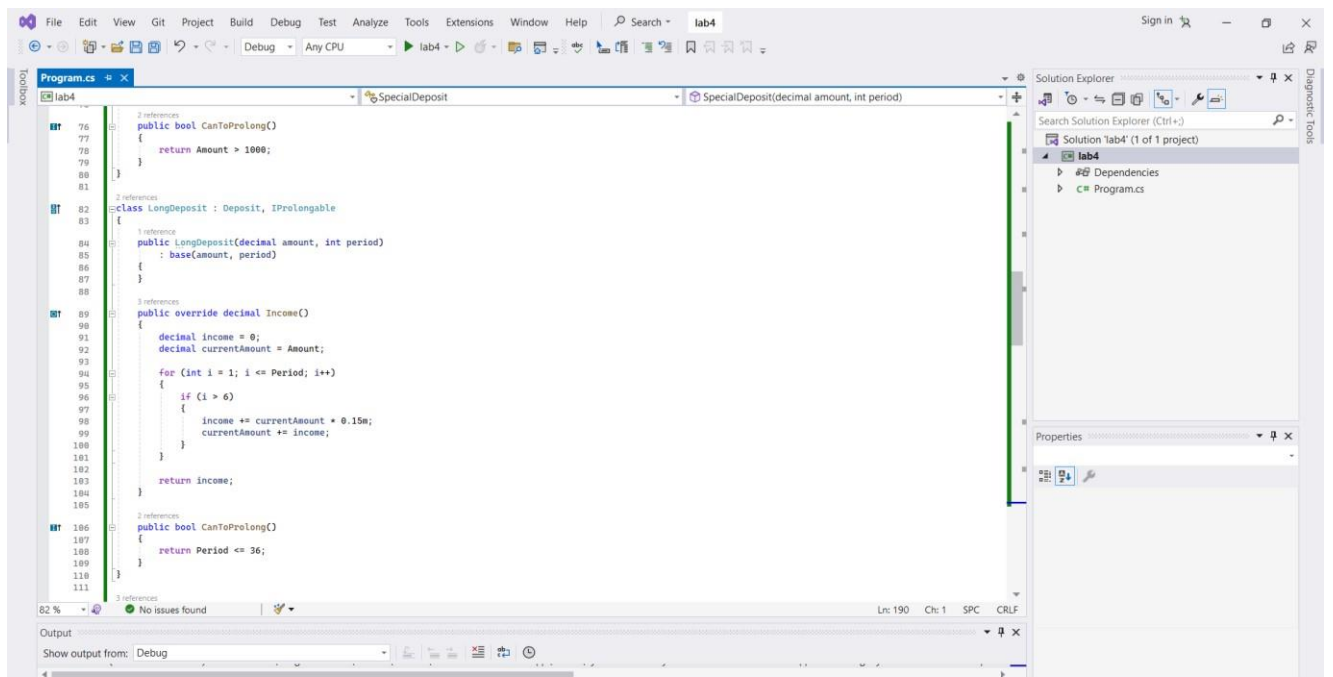 File Edit View Git Project Build Debug Test Analyze Tools Extensions Window Help Search lab4 Sign in
Debug Any CPU lab4
Toolbox
Program.cs
Solution Explorer
Diagnostic Tools
lab4 SpecialDeposit SpecialDeposit(decimal amount, int period)
Search Solution Explorer (Ctrl+;)
Solution 'lab4' (1 of 1 project)
lab4
Dependencies
C# Program.cs
2 references
76 public bool CanToProlong()
77 {
78 return Amount > 1000;
79 }
80 }
81
2 references
82 class LongDeposit : Deposit, IProlongable
83 {
1 reference
84 public LongDeposit(decimal amount, int period)
85 : base(amount, period)
86 {
87 }
88
3 references
89 public override decimal Income()
90 {
91 decimal income = 0;
92 decimal currentAmount = Amount;
93
94 for (int i = 1; i <= Period; i++)
95 {
96 if (i > 6)
97 {
98 income += currentAmount * 0.15m;
99 currentAmount += income;
100 }
101 }
102
103 return income;
104 }
105
2 references
106 public bool CanToProlong()
107 {
108 return Period <= 36;
109 }
110 }
111
3 references
Properties
82 % No issues found Ln: 190 Ch: 1 SPC CRLF
Output
Show output from: Debug